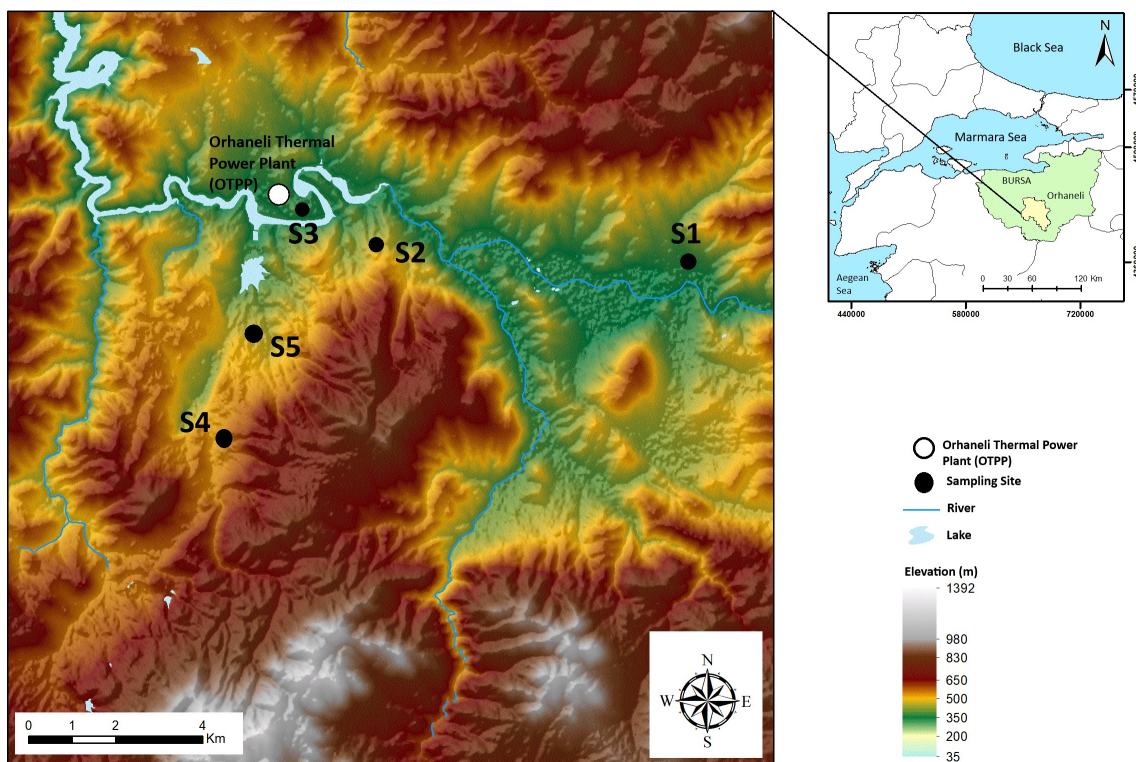 Orhaneli Thermal
Power Plant
(OTPP)
S3
S2
S1
S5
S4
0 1 2 4
Km
N
W E
S
N
Black Sea
Marmara Sea
BURSA
Orhaneli
Aegean
Sea
0 30 60 120 Km
440000 580000 720000
Orhaneli Thermal Power
Plant (OTPP)
Sampling Site
River
Lake
Elevation (m)
1392
980
830
650
500
350
200
35